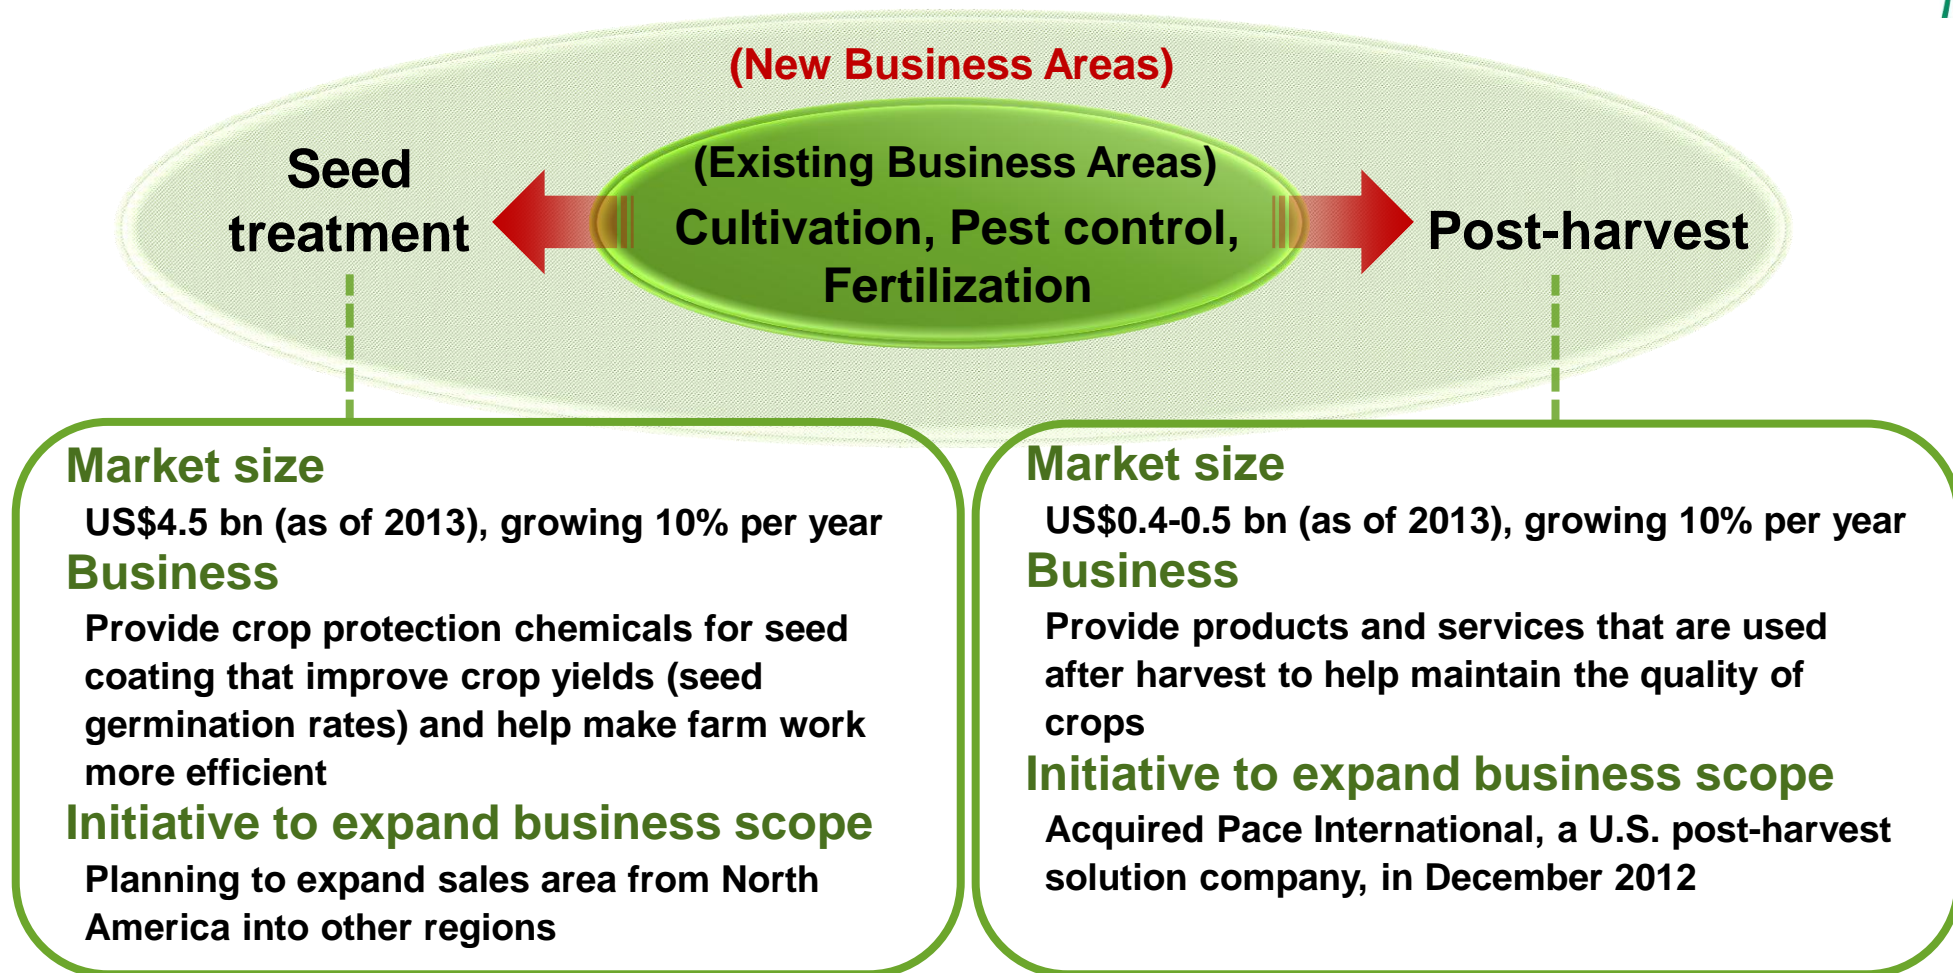 (New Business Areas)
(Existing Business Areas)
Cultivation, Pest control,
Fertilization
Seed
treatment
Post-harvest
Market size
US$4.5 bn (as of 2013), growing 10% per year
Business
Provide crop protection chemicals for seed
coating that improve crop yields (seed
germination rates) and help make farm work
more efficient
Initiative to expand business scope
Planning to expand sales area from North
America into other regions
Market size
US$0.4-0.5 bn (as of 2013), growing 10% per year
Business
Provide products and services that are used
after harvest to help maintain the quality of
crops
Initiative to expand business scope
Acquired Pace International, a U.S. post-harvest
solution company, in December 2012